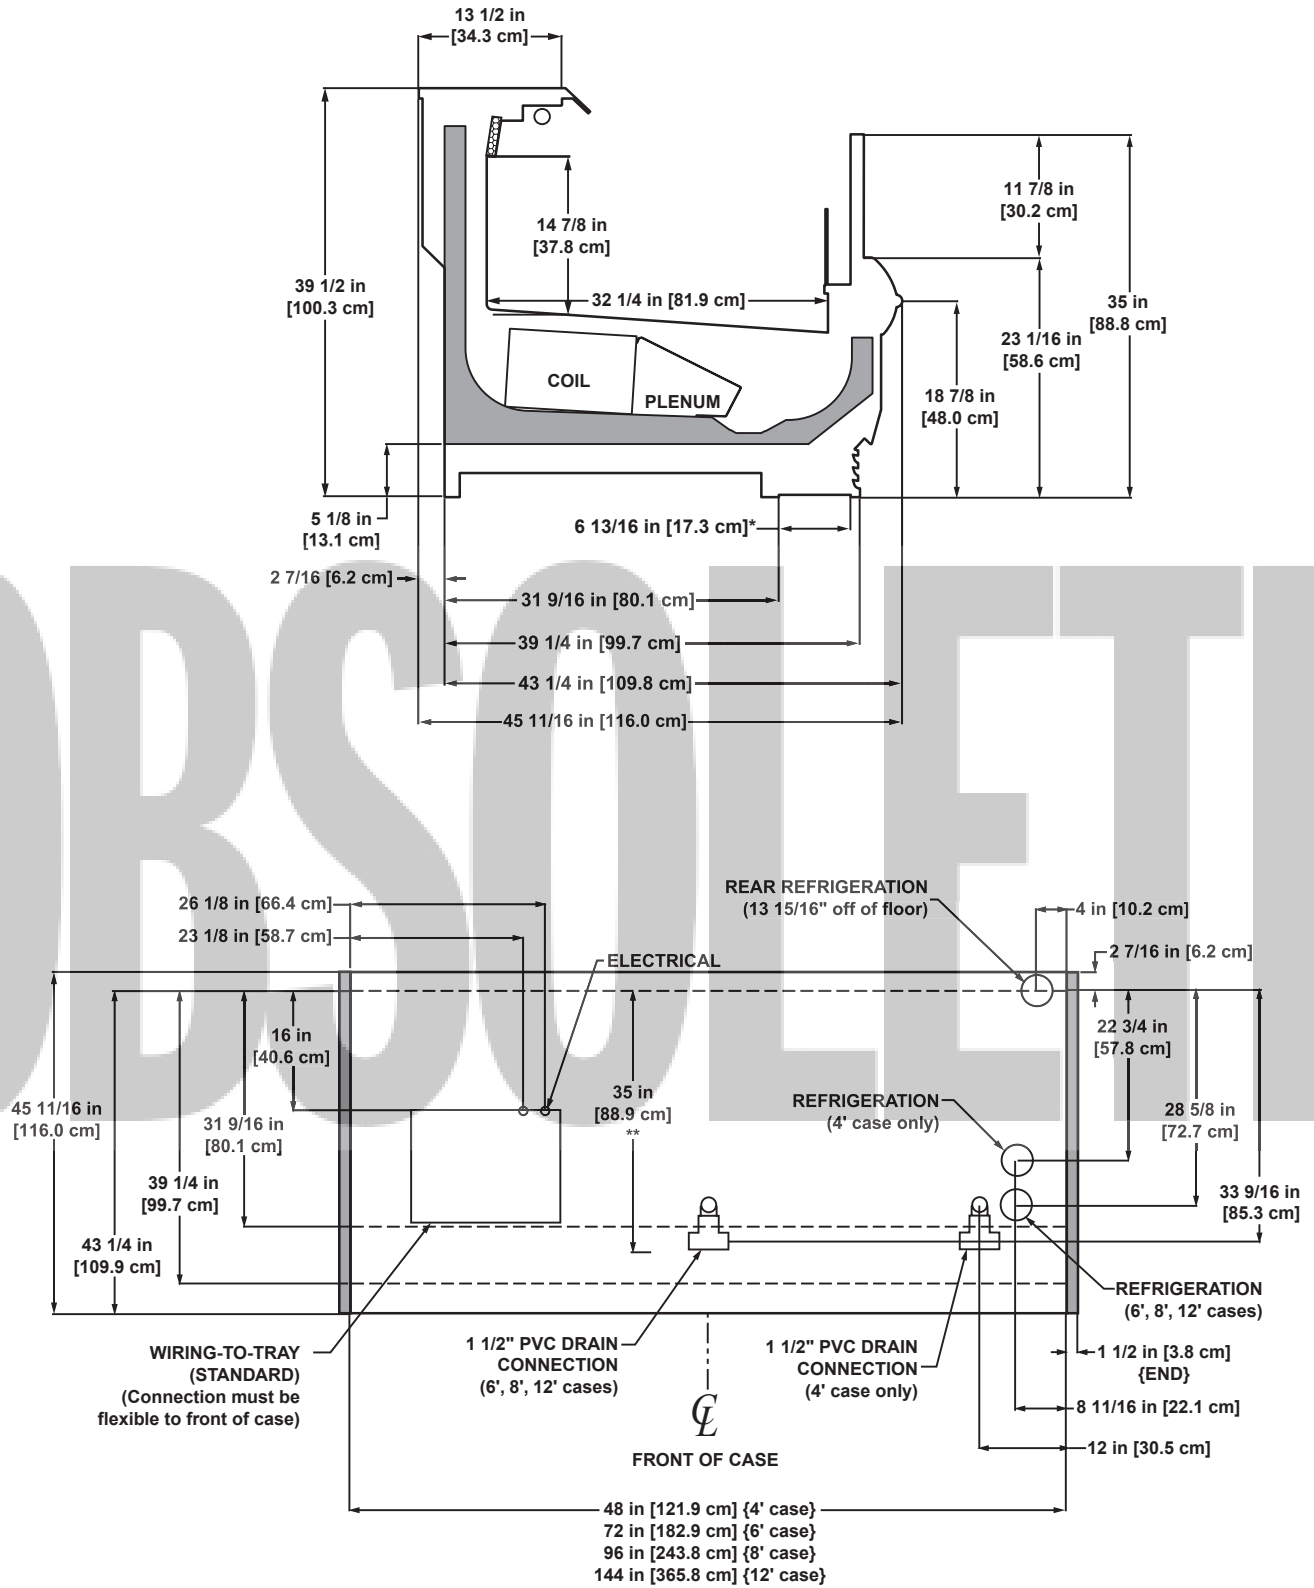 13 1/2 in
[34.3 cm]
39 1/2 in
[100.3 cm]
14 7/8 in
[37.8 cm]
32 1/4 in [81.9 cm]
11 7/8 in
[30.2 cm]
35 in
[88.8 cm]
23 1/16 in
[58.6 cm]
18 7/8 in
[48.0 cm]
COIL
PLENUM
5 1/8 in
[13.1 cm]
6 13/16 in [17.3 cm]*
2 7/16 [6.2 cm]
31 9/16 in [80.1 cm]
39 1/4 in [99.7 cm]
43 1/4 in [109.8 cm]
45 11/16 in [116.0 cm]
OBSOLETE
26 1/8 in [66.4 cm]
23 1/8 in [58.7 cm]
ELECTRICAL
REAR REFRIGERATION
(13 15/16" off of floor)
4 in [10.2 cm]
2 7/16 in [6.2 cm]
16 in
[40.6 cm]
22 3/4 in
[57.8 cm]
35 in
[88.9 cm]
**
REFRIGERATION
(4' case only)
45 11/16 in
[116.0 cm]
31 9/16 in
[80.1 cm]
28 5/8 in
[72.7 cm]
39 1/4 in
[99.7 cm]
33 9/16 in
[85.3 cm]
43 1/4 in
[109.9 cm]
REFRIGERATION
(6', 8', 12' cases)
WIRING-TO-TRAY
(STANDARD)
(Connection must be
flexible to front of case)
1 1/2" PVC DRAIN
CONNECTION
(6', 8', 12' cases)
1 1/2" PVC DRAIN
CONNECTION
(4' case only)
1 1/2 in [3.8 cm]
{END}
8 11/16 in [22.1 cm]
12 in [30.5 cm]
CL
FRONT OF CASE
48 in [121.9 cm] {4' case}
72 in [182.9 cm] {6' case}
96 in [243.8 cm] {8' case}
144 in [365.8 cm] {12' case}